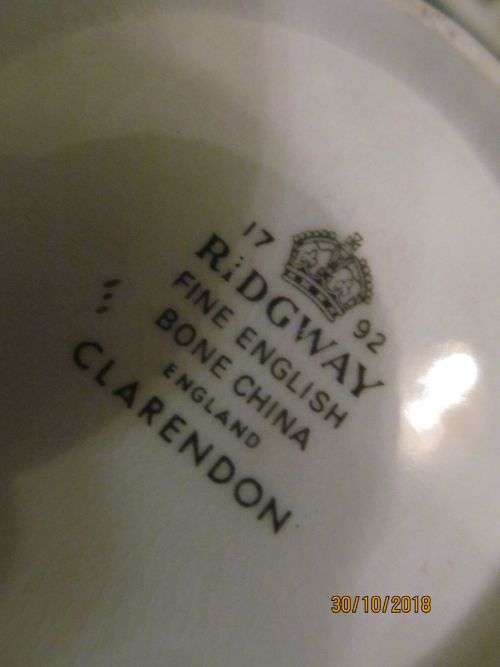 17 92
RIDGWAY
FINE ENGLISH
BONE CHINA
ENGLAND
CLARENDON
30/10/2018